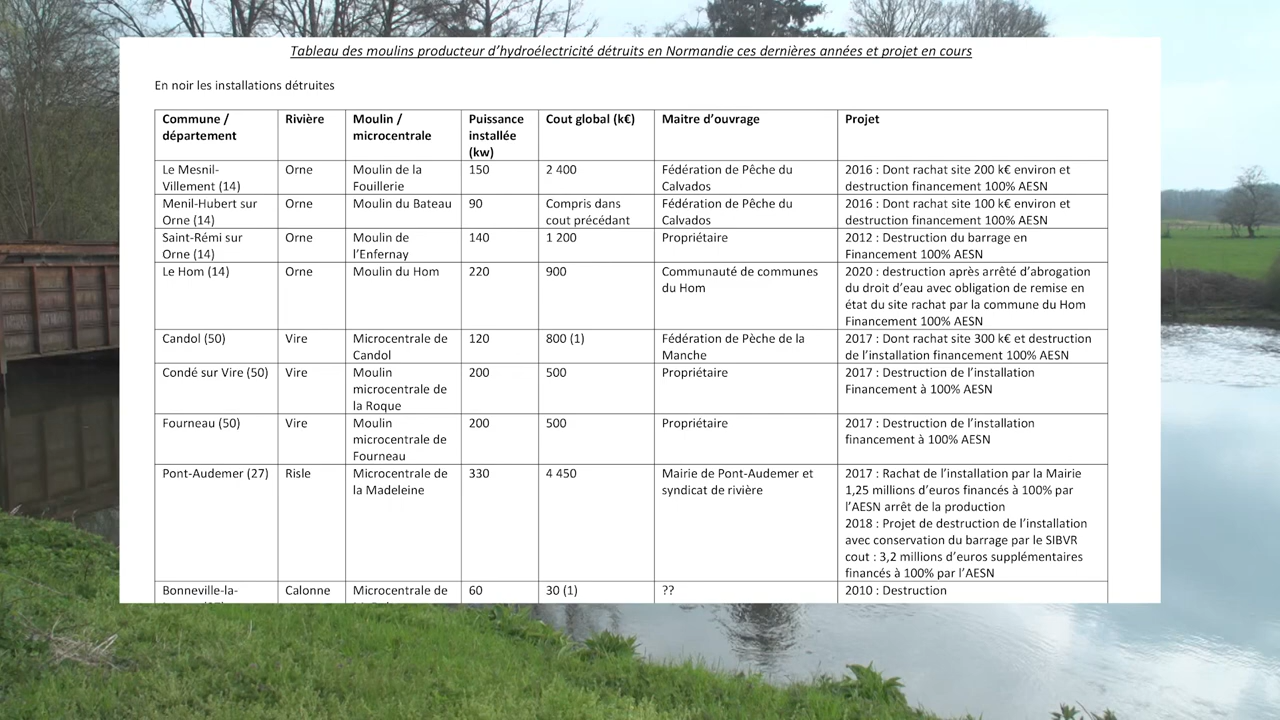 Tableau des moulins producteur d'hydroélectricité détruits en Normandie ces dernières années et projet en cours
En noir les installations détruites
Commune / département
Rivière
Moulin / microcentrale
Puissance installée (kw)
Cout global (k€)
Maitre d'ouvrage
Projet
Le Mesnil-
Villement (14)
Orne
Moulin de la
Fouillerie
150
2 400
Fédération de Pêche du
Calvados
2016 : Dont rachat site 200 k€ environ et
destruction financement 100% AESN
Menil-Hubert sur
Orne (14)
Orne
Moulin du Bateau
90
Compris dans
cout précédant
Fédération de Pêche du
Calvados
2016 : Dont rachat site 100 k€ environ et
destruction financement 100% AESN
Saint-Rémi sur
Orne (14)
Orne
Moulin de
l'Enfernay
140
1 200
Propriétaire
2012 : Destruction du barrage en
Financement 100% AESN
Le Hom (14)
Orne
Moulin du Hom
220
900
Communauté de communes
du Hom
2020 : destruction après arrêté d'abrogation
du droit d'eau avec obligation de remise en
état du site rachat par la commune du Hom
Financement 100% AESN
Candol (50)
Vire
Microcentrale de
Candol
120
800 (1)
Fédération de Pèche de la
Manche
2017 : Dont rachat site 300 k€ et destruction
de l'installation financement 100% AESN
Condé sur Vire (50)
Vire
Moulin
microcentrale de
la Roque
200
500
Propriétaire
2017 : Destruction de l'installation
Financement à 100% AESN
Fourneau (50)
Vire
Moulin
microcentrale de
Fourneau
200
500
Propriétaire
2017 : Destruction de l'installation
financement à 100% AESN
Pont-Audemer (27)
Risle
Microcentrale de
la Madeleine
330
4 450
Mairie de Pont-Audemer et
syndicat de rivière
2017 : Rachat de l'installation par la Mairie
1,25 millions d'euros financés à 100% par
l'AESN arrêt de la production
2018 : Projet de destruction de l'installation
avec conservation du barrage par le SIBVR
cout : 3,2 millions d'euros supplémentaires
financés à 100% par l'AESN
Bonneville-la-
Calonne
Microcentrale de
60
30 (1)
??
2010 : Destruction